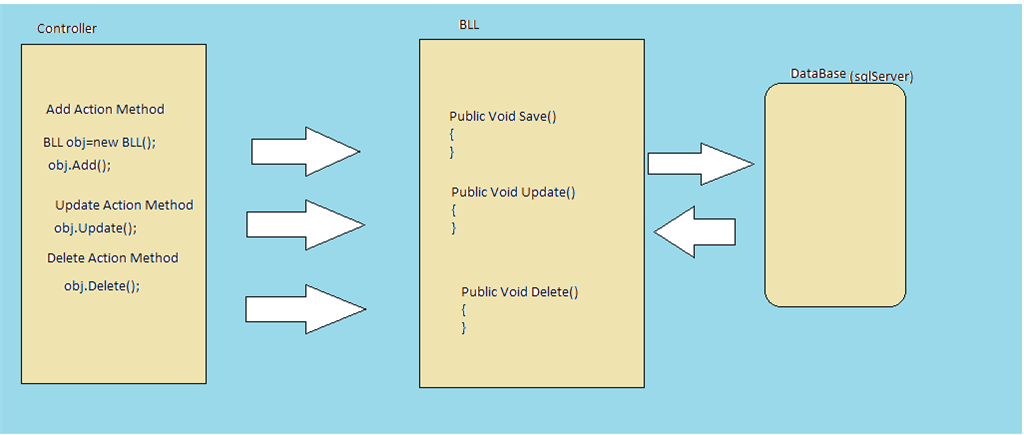 Controller
Add Action Method
BLL obj=new BLL();
obj.Add();
Update Action Method
obj.Update();
Delete Action Method
obj.Delete();
BLL
Public Void Save()
{
}
Public Void Update()
{
}
Public Void Delete()
{
}
DataBase (sqlServer)